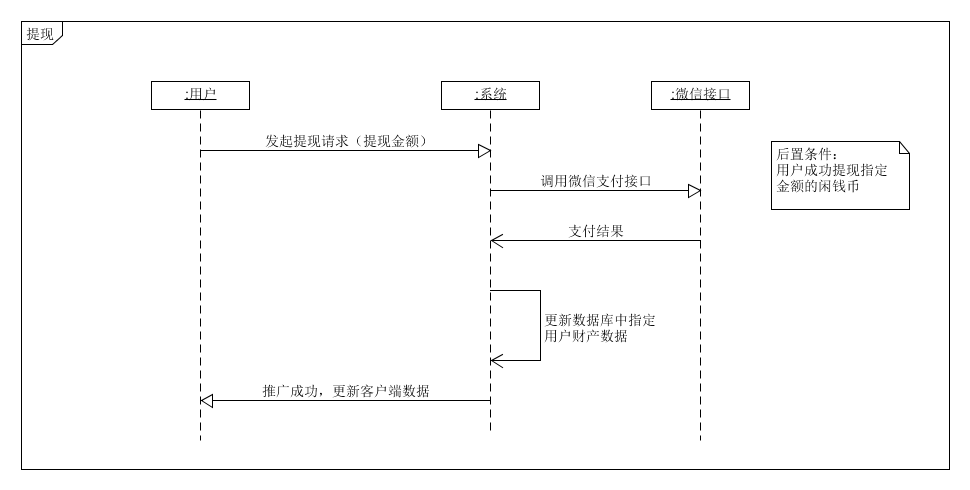 提现
:用户
:系统
:微信接口
发起提现请求（提现金额）
后置条件：
用户成功提现指定
金额的闲钱币
调用微信支付接口
支付结果
更新数据库中指定
用户财产数据
推广成功，更新客户端数据